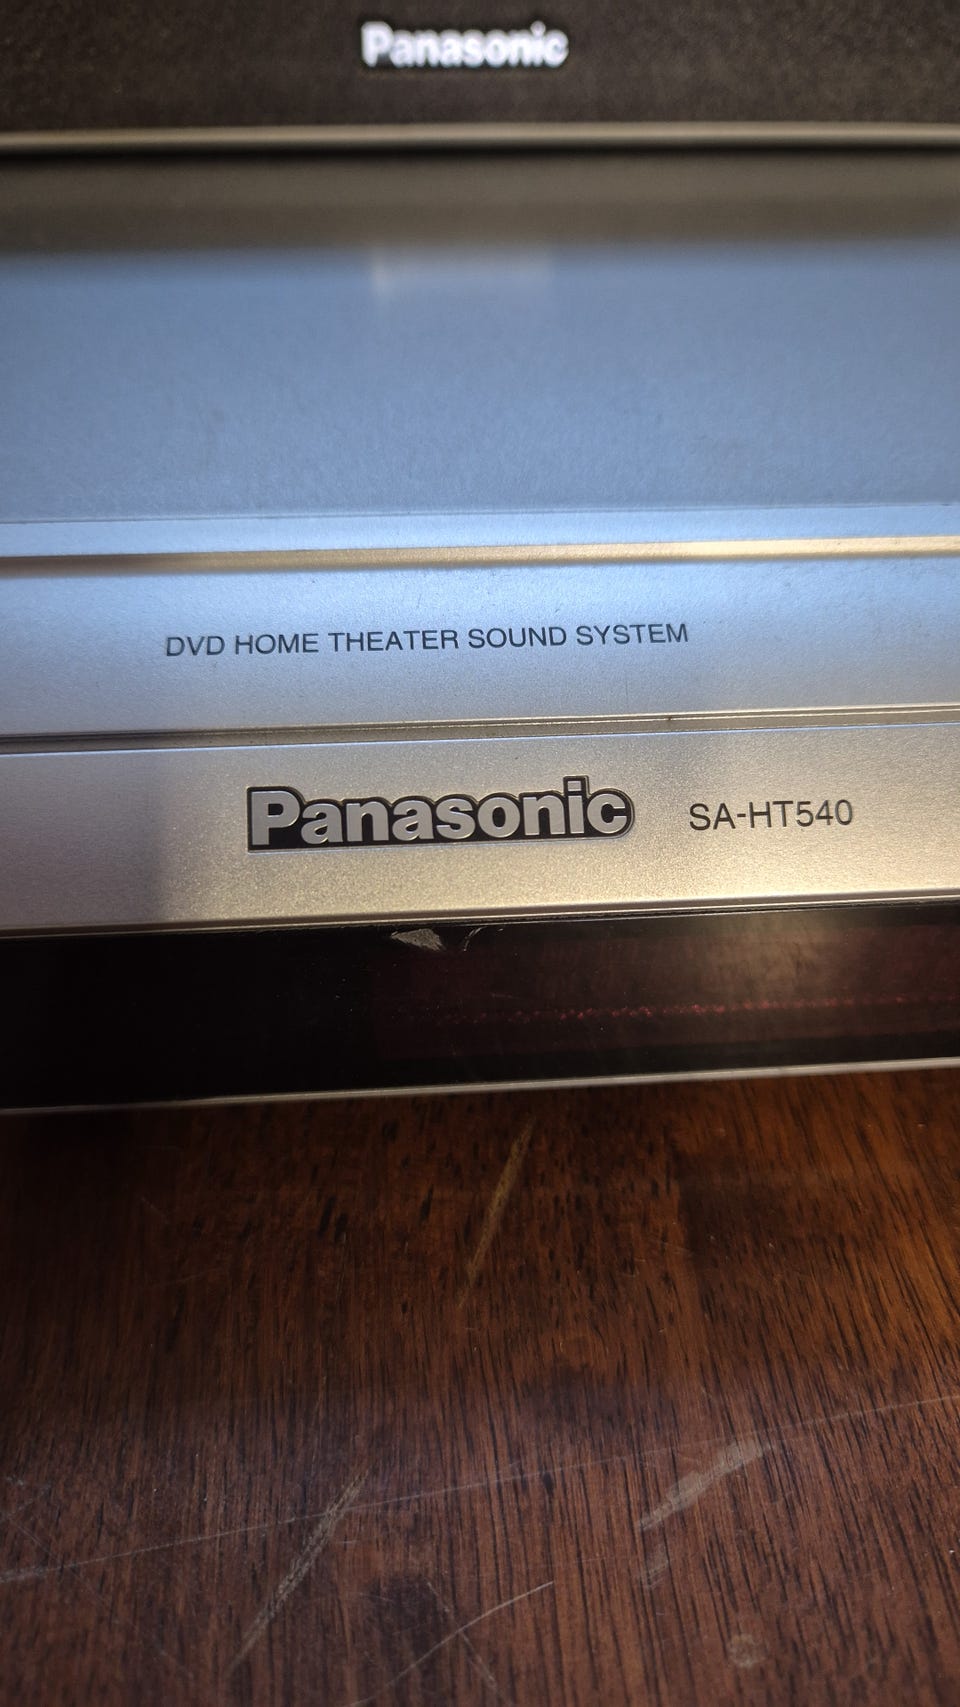 Panasonic
DVD HOME THEATER SOUND SYSTEM
Panasonic SA-HT540